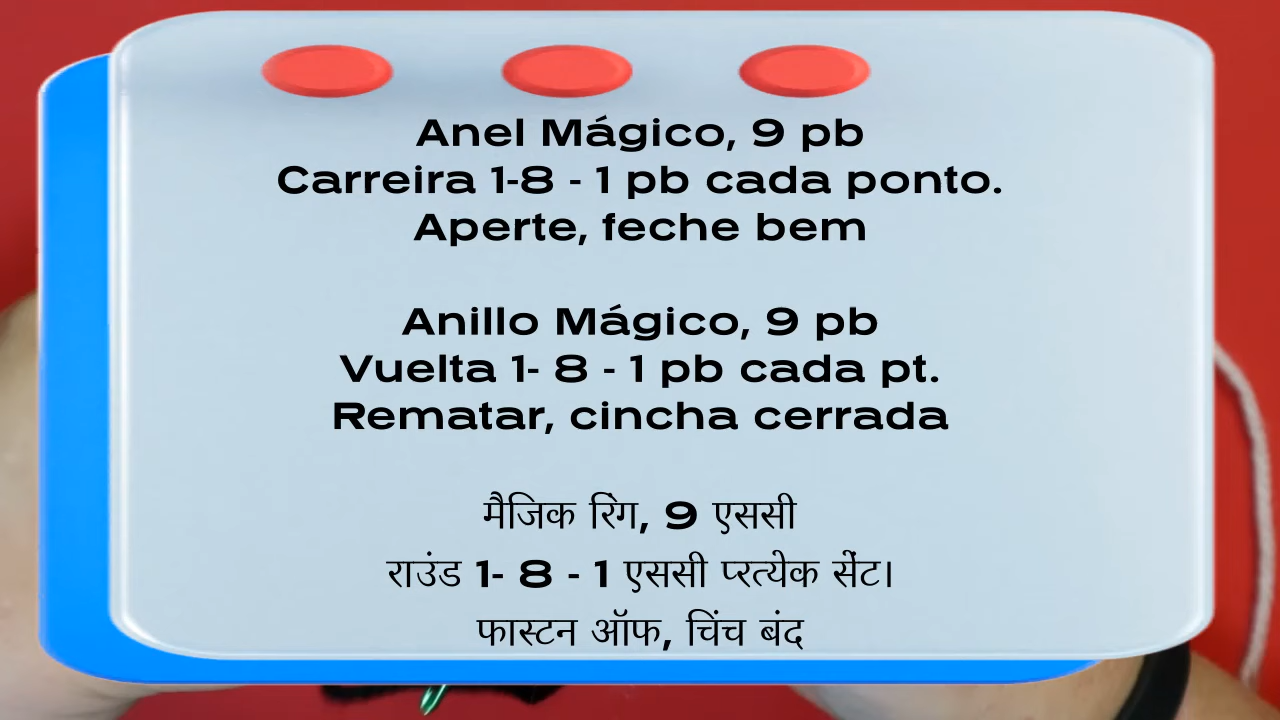 Anel Mágico, 9 pb
Carreira 1-8 - 1 pb cada ponto.
Aperte, feche bem
Anillo Mágico, 9 pb
Vuelta 1- 8 - 1 pb cada pt.
Rematar, cincha cerrada
मैजिक रिंग, 9 एससी
राउंड 1- 8 - 1 एससी प्रत्येक सेंट।
फास्टन ऑफ, चिंच बंद